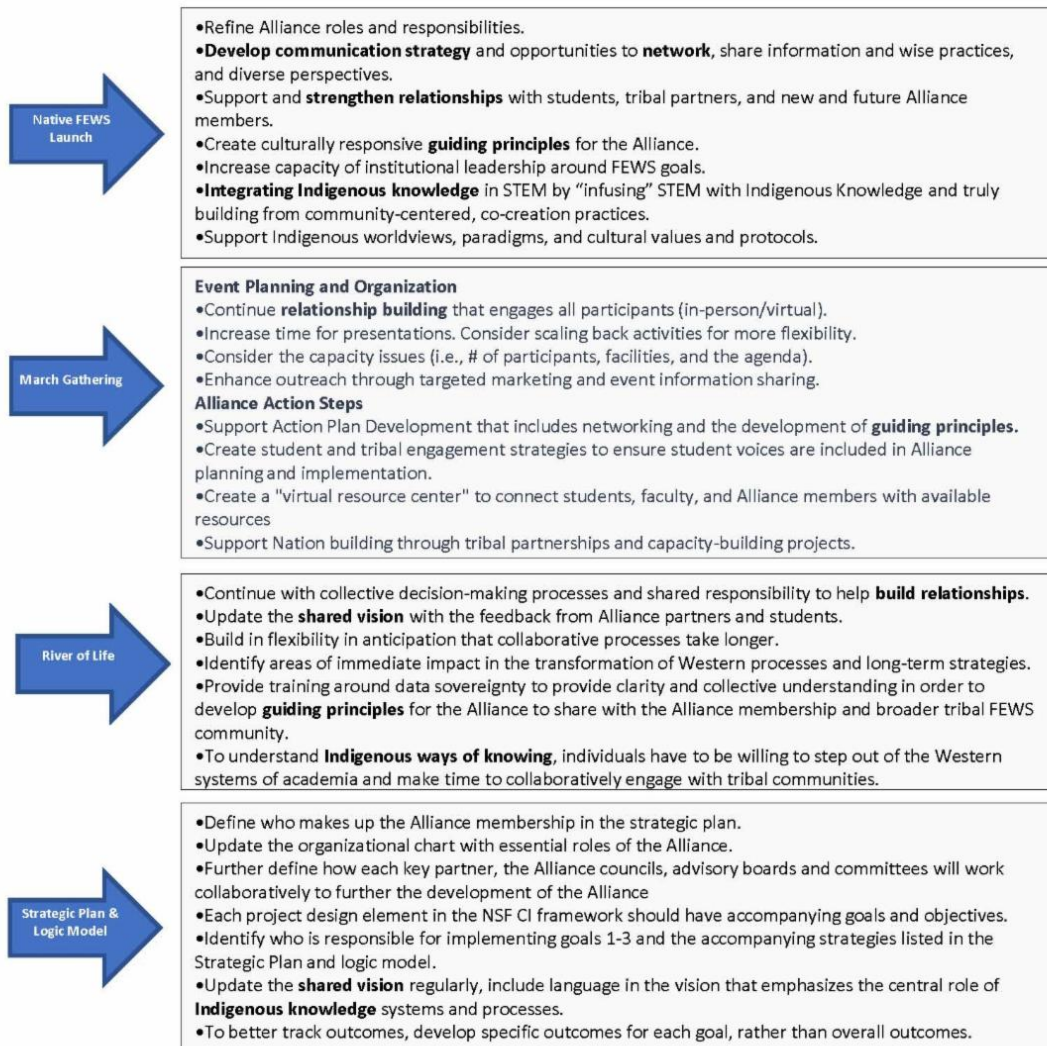 Native FEWS
Launch
●Refine Alliance roles and responsibilities.
●Develop communication strategy and opportunities to network, share information and wise practices,
and diverse perspectives.
●Support and strengthen relationships with students, tribal partners, and new and future Alliance
members.
●Create culturally responsive guiding principles for the Alliance.
●Increase capacity of institutional leadership around FEWS goals.
●Integrating Indigenous knowledge in STEM by “infusing” STEM with Indigenous Knowledge and truly
building from community-centered, co-creation practices.
●Support Indigenous worldviews, paradigms, and cultural values and protocols.
March Gathering
Event Planning and Organization
●Continue relationship building that engages all participants (in-person/virtual).
●Increase time for presentations. Consider scaling back activities for more flexibility.
●Consider the capacity issues (i.e., # of participants, facilities, and the agenda).
●Enhance outreach through targeted marketing and event information sharing.
Alliance Action Steps
●Support Action Plan Development that includes networking and the development of guiding principles.
●Create student and tribal engagement strategies to ensure student voices are included in Alliance
planning and implementation.
●Create a "virtual resource center" to connect students, faculty, and Alliance members with available
resources
●Support Nation building through tribal partnerships and capacity-building projects.
River of Life
●Continue with collective decision-making processes and shared responsibility to help build relationships.
●Update the shared vision with the feedback from Alliance partners and students.
●Build in flexibility in anticipation that collaborative processes take longer.
●Identify areas of immediate impact in the transformation of Western processes and long-term strategies.
●Provide training around data sovereignty to provide clarity and collective understanding in order to
develop guiding principles for the Alliance to share with the Alliance membership and broader tribal FEWS
community.
●To understand Indigenous ways of knowing, individuals have to be willing to step out of the Western
systems of academia and make time to collaboratively engage with tribal communities.
Strategic Plan &
Logic Model
●Define who makes up the Alliance membership in the strategic plan.
●Update the organizational chart with essential roles of the Alliance.
●Further define how each key partner, the Alliance councils, advisory boards and committees will work
collaboratively to further the development of the Alliance
●Each project design element in the NSF CI framework should have accompanying goals and objectives.
●Identify who is responsible for implementing goals 1-3 and the accompanying strategies listed in the
Strategic Plan and logic model.
●Update the shared vision regularly, include language in the vision that emphasizes the central role of
Indigenous knowledge systems and processes.
●To better track outcomes, develop specific outcomes for each goal, rather than overall outcomes.